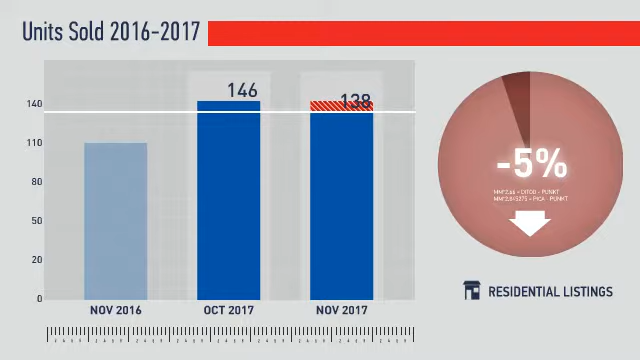 Units Sold 2016-2017
146
138
140
110
80
50
20
0
NOV 2016
OCT 2017
NOV 2017
-5%
RESIDENTIAL LISTINGS